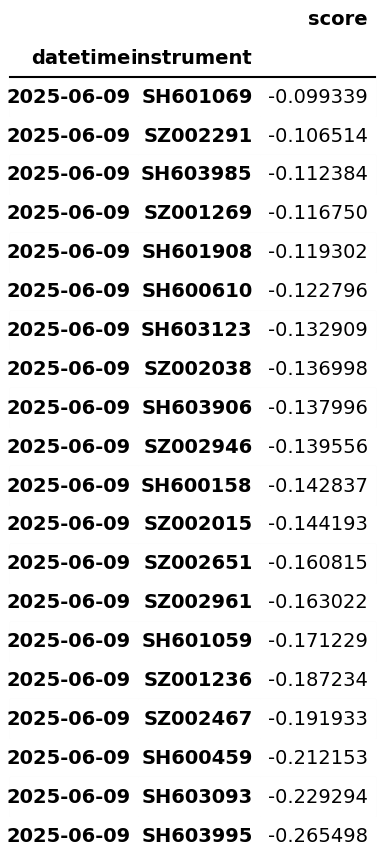 score
datetime instrument
2025-06-09 SH601069 -0.099339
2025-06-09 SZ002291 -0.106514
2025-06-09 SH603985 -0.112384
2025-06-09 SZ001269 -0.116750
2025-06-09 SH601908 -0.119302
2025-06-09 SH600610 -0.122796
2025-06-09 SH603123 -0.132909
2025-06-09 SZ002038 -0.136998
2025-06-09 SH603906 -0.137996
2025-06-09 SZ002946 -0.139556
2025-06-09 SH600158 -0.142837
2025-06-09 SZ002015 -0.144193
2025-06-09 SZ002651 -0.160815
2025-06-09 SZ002961 -0.163022
2025-06-09 SH601059 -0.171229
2025-06-09 SZ001236 -0.187234
2025-06-09 SZ002467 -0.191933
2025-06-09 SH600459 -0.212153
2025-06-09 SH603093 -0.229294
2025-06-09 SH603995 -0.265498